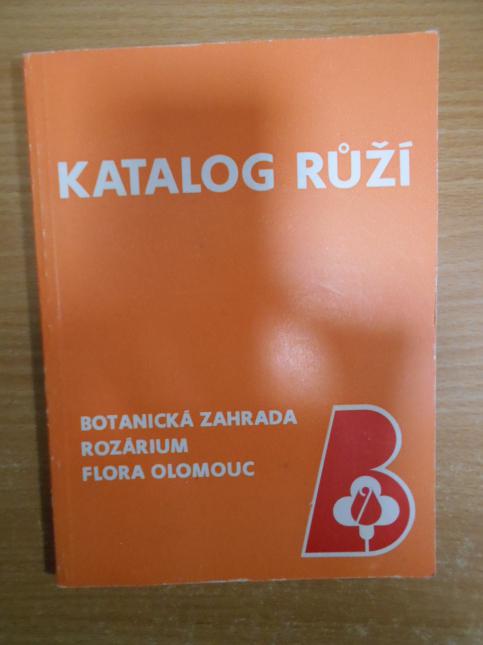 KATALOG RŮŽÍ
BOTANICKÁ ZAHRADA
ROZÁRIUM
FLORA OLOMOUC
B